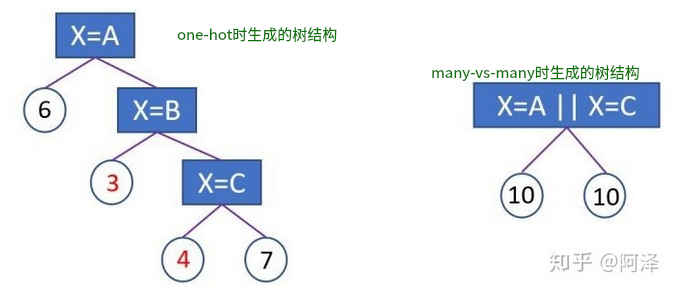 X=A
one-hot时生成的树结构
6
X=B
3
X=C
4
7
many-vs-many时生成的树结构
X=A || X=C
10
10
知乎 @阿泽